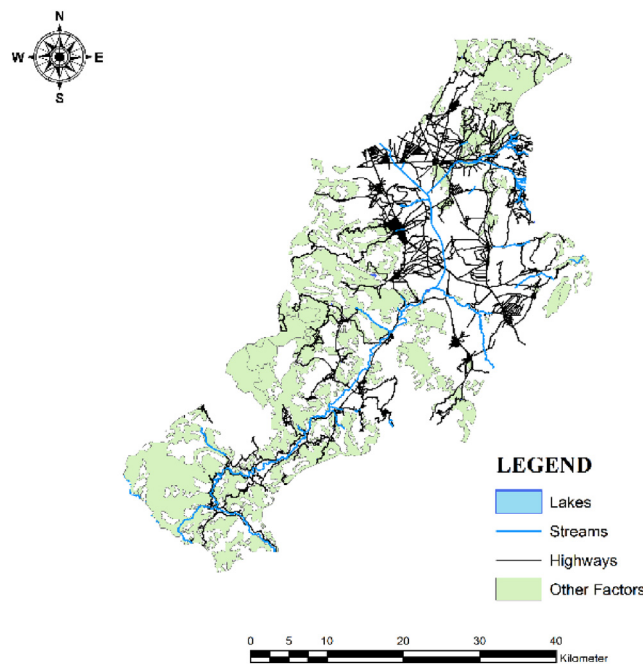 N
W E
S
LEGEND
Lakes
Streams
Highways
Other Factors
0 5 10 20 30 40
Kilometer